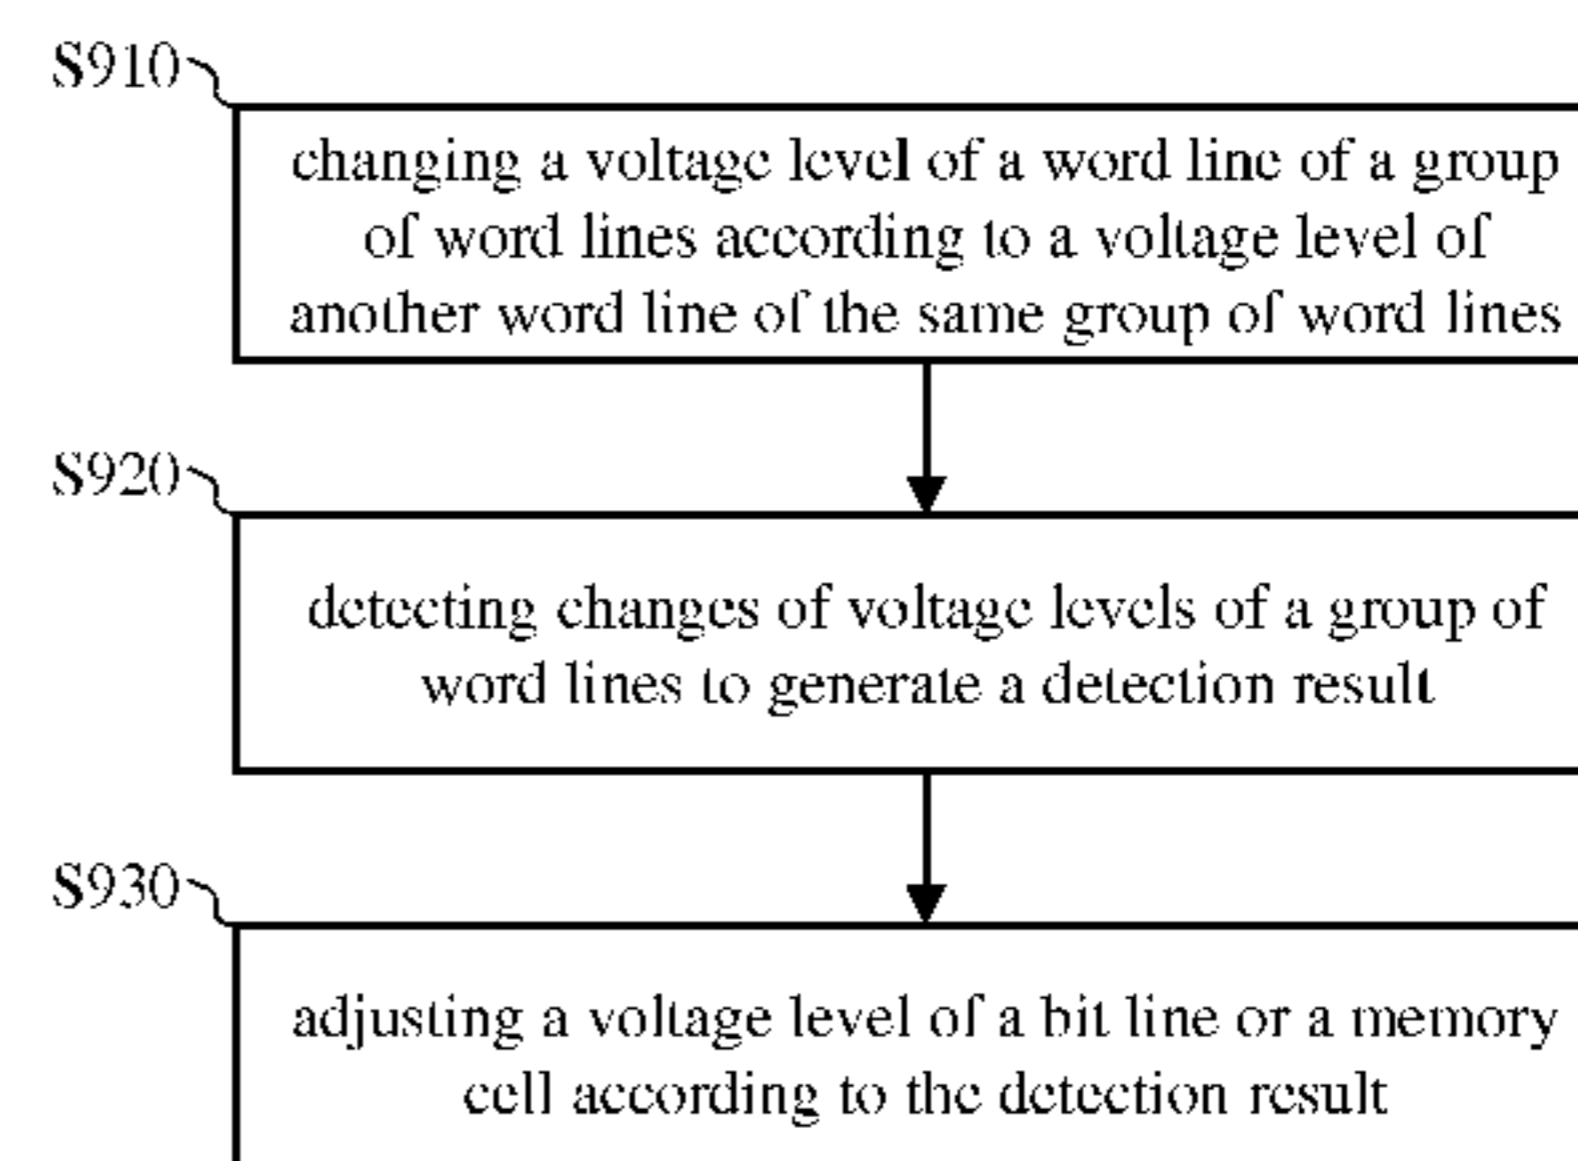 S910
changing a voltage level of a word line of a group
of word lines according to a voltage level of
another word line of the same group of word lines
S920
detecting changes of voltage levels of a group of
word lines to generate a detection result
S930
adjusting a voltage level of a bit line or a memory
cell according to the detection result